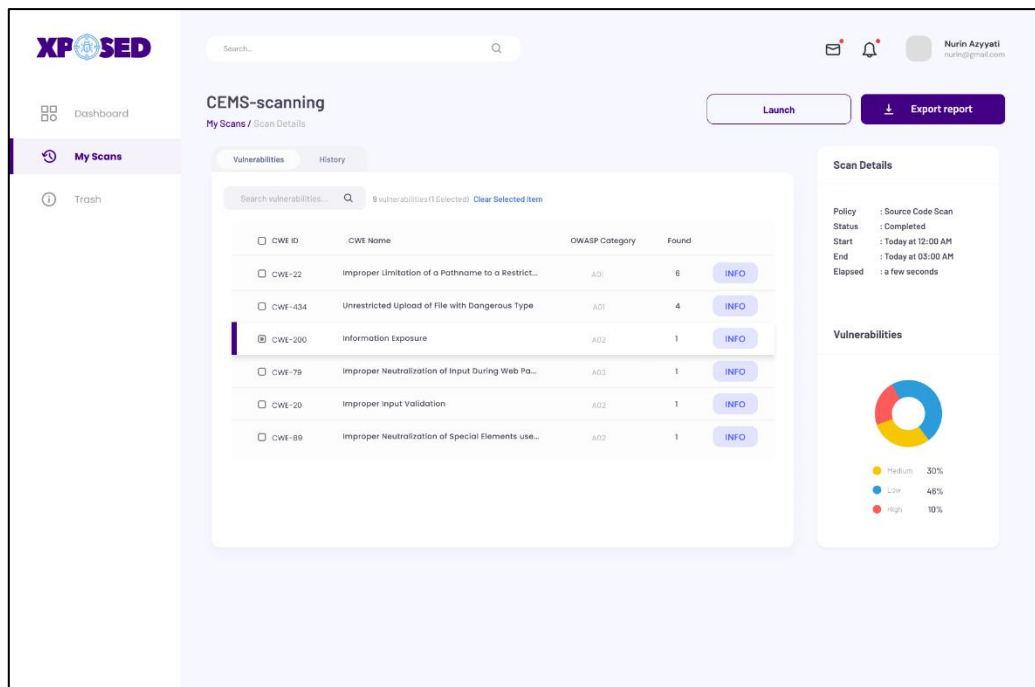 XPOSED
Search...
Nurin Azyyati
nurin@gmail.com
Dashboard
My Scans
Trash
CEMS-scanning
My Scans / Scan Details
Launch
Export report
Vulnerabilities History
Search vulnerabilities...
9 vulnerabilities (1 Selected) Clear Selected Item
CWE ID CWE Name OWASP Category Found
CWE-22 Improper Limitation of a Pathname to a Restrict... A01 6 INFO
CWE-434 Unrestricted Upload of File with Dangerous Type A01 4 INFO
CWE-200 Information Exposure A02 1 INFO
CWE-79 Improper Neutralization of Input During Web Pa... A03 1 INFO
CWE-20 Improper Input Validation A02 1 INFO
CWE-89 Improper Neutralization of Special Elements use... A02 1 INFO
Scan Details
Policy : Source Code Scan
Status : Completed
Start : Today at 12:00 AM
End : Today at 03:00 AM
Elapsed : a few seconds
Vulnerabilities
Medium 30%
Low 46%
High 10%